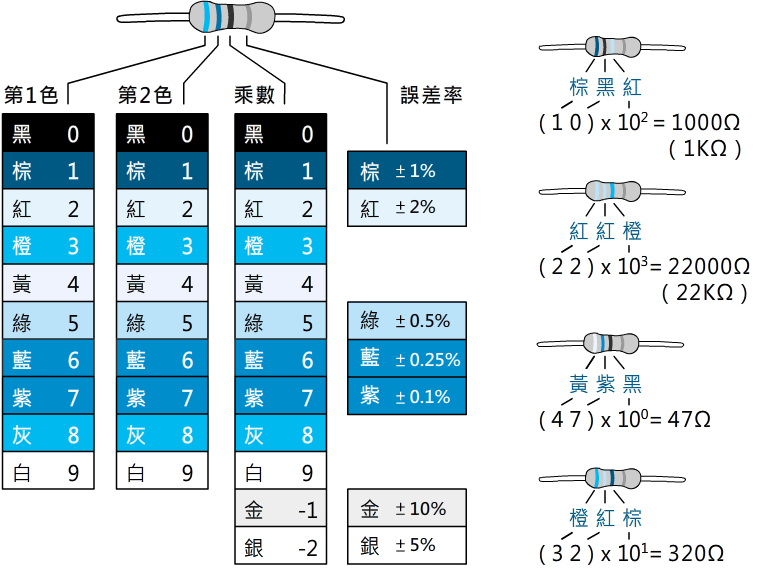 第1色 第2色 乘數 誤差率
黑 0 黑 0 黑 0
棕 1 棕 1 棕 1 棕 ±1%
紅 2 紅 2 紅 2 紅 ±2%
橙 3 橙 3 橙 3
黃 4 黃 4 黃 4
綠 5 綠 5 綠 5 綠 ±0.5%
藍 6 藍 6 藍 6 藍 ±0.25%
紫 7 紫 7 紫 7 紫 ±0.1%
灰 8 灰 8 灰 8
白 9 白 9 白 9
金 -1 金 ±10%
銀 -2 銀 ±5%
棕 黑 紅
( 1 0 ) x 10² = 1000Ω
( 1KΩ )
紅 紅 橙
( 2 2 ) x 10³ = 22000Ω
( 22KΩ )
黃 紫 黑
( 4 7 ) x 10⁰ = 47Ω
橙 紅 棕
( 3 2 ) x 10¹ = 320Ω